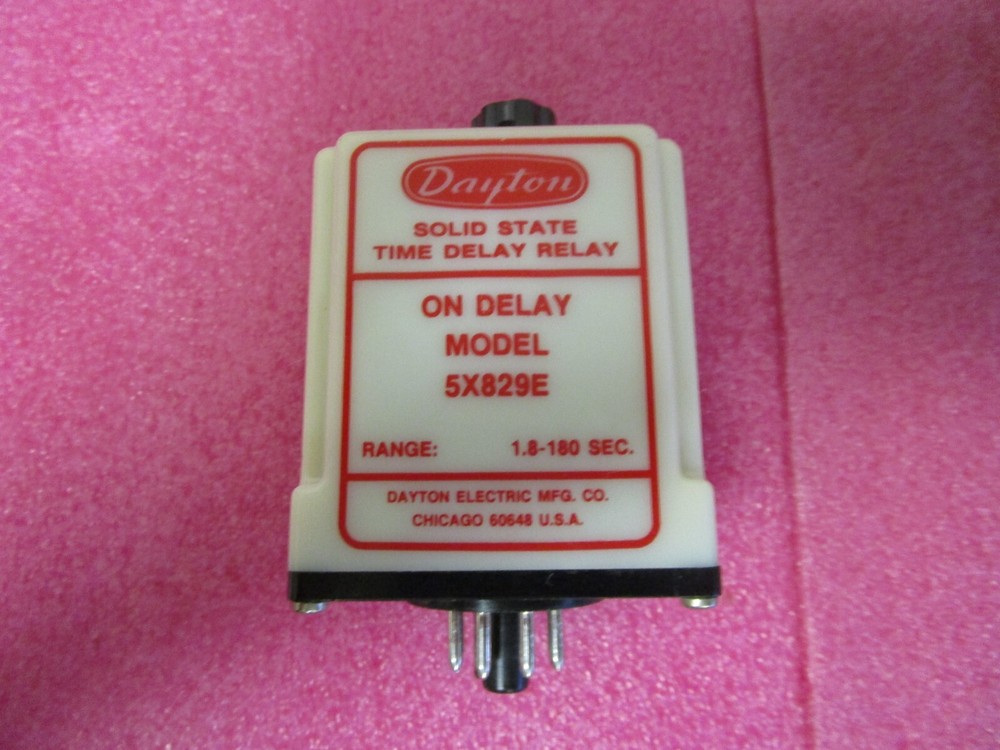 Dayton
SOLID STATE
TIME DELAY RELAY
ON DELAY
MODEL
5X829E
RANGE: 1.8-180 SEC.
DAYTON ELECTRIC MFG. CO.
CHICAGO 60648 U.S.A.